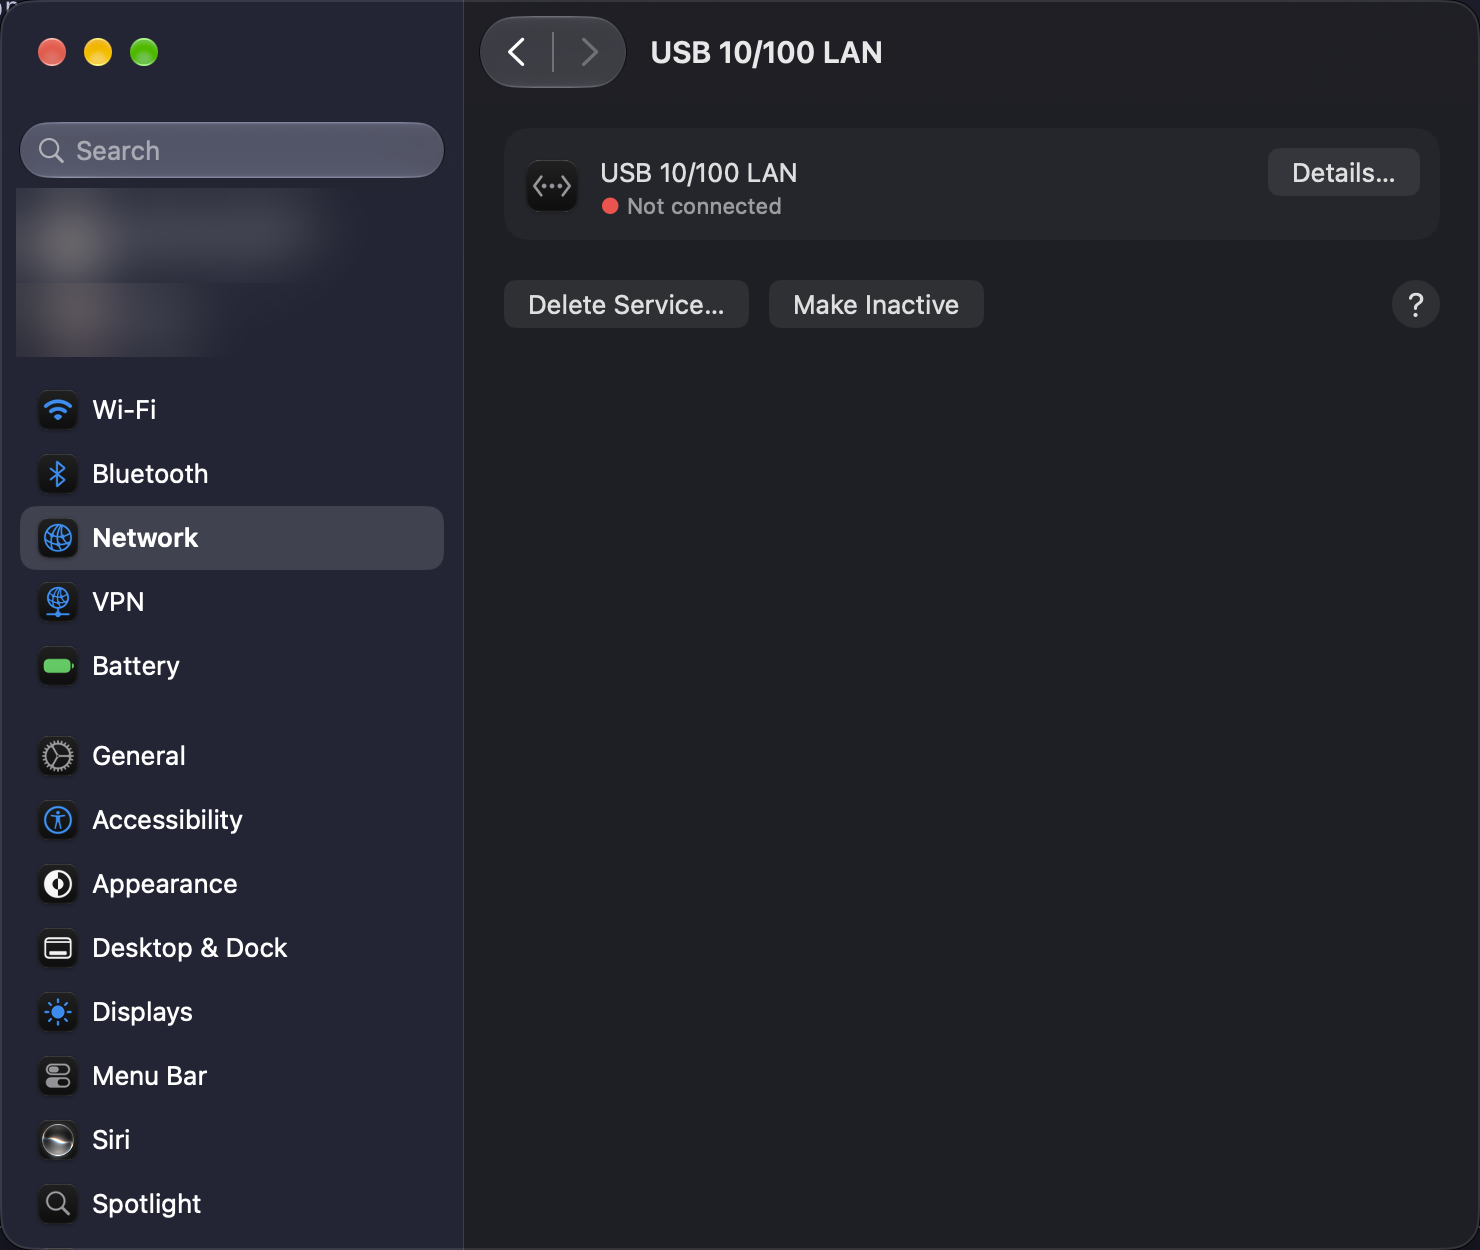 USB 10/100 LAN
Search
USB 10/100 LAN
Details...
Not connected
Delete Service...
Make Inactive
?
Wi-Fi
Bluetooth
Network
VPN
Battery
General
Accessibility
Appearance
Desktop & Dock
Displays
Menu Bar
Siri
Spotlight